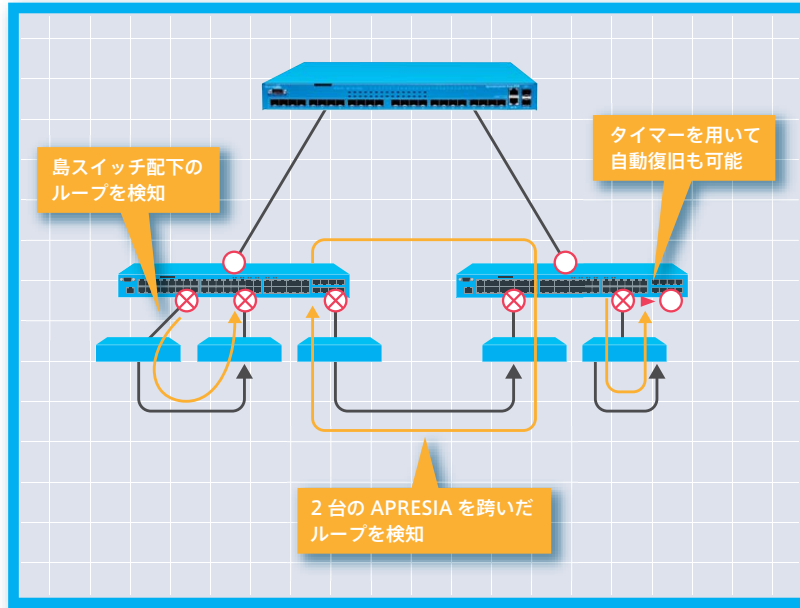 島スイッチ配下の
ループを検知
タイマーを用いて
自動復旧も可能
2 台の APRESIA を跨いだ
ループを検知